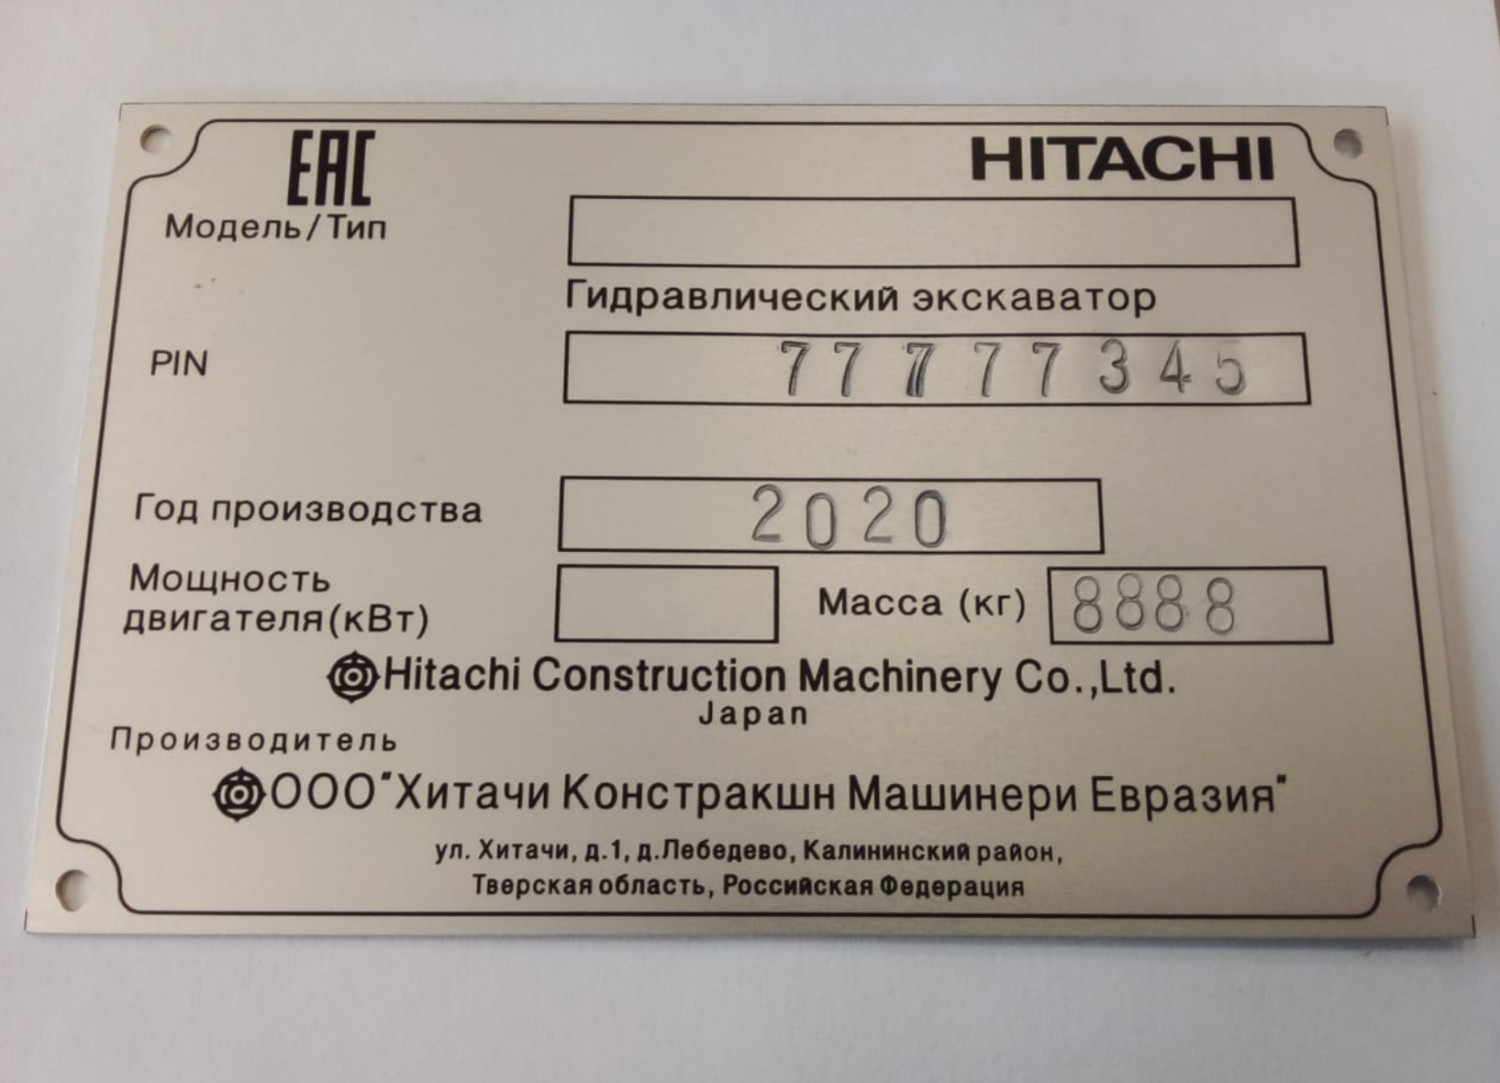 EAC
HITACHI
Модель/Тип
Гидравлический экскаватор
PIN 77777345
Год производства 2020
Мощность
двигателя(кВт) Масса (кг) 8888
Hitachi Construction Machinery Co.,Ltd.
Japan
Производитель
ООО"Хитачи Констракшн Машинери Евразия"
ул. Хитачи, д.1, д.Лебедево, Калининский район,
Тверская область, Российская Федерация